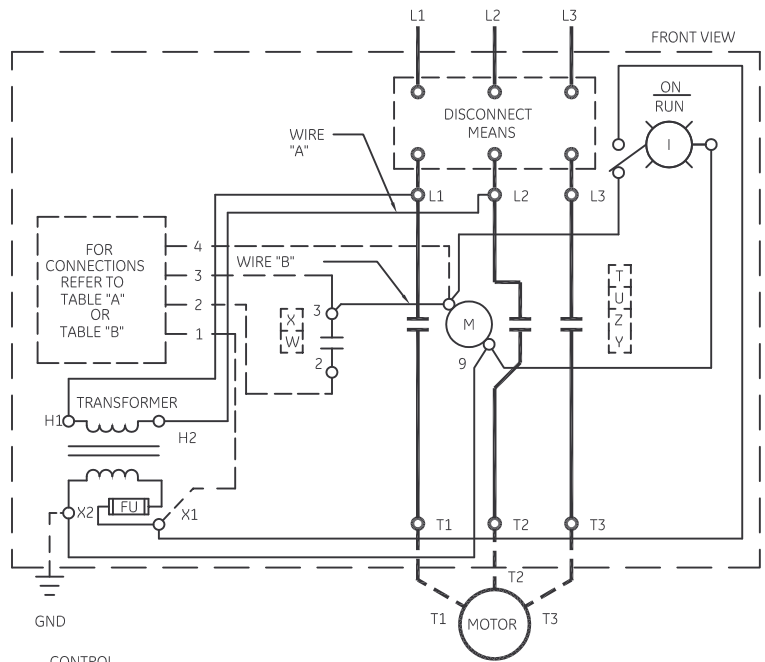 L1 L2 L3
FRONT VIEW
ON
RUN
DISCONNECT
MEANS
I
WIRE
"A"
L1 L2 L3
FOR
CONNECTIONS
REFER TO
TABLE "A"
OR
TABLE "B"
4
3
2
1
WIRE "B"
X
W
3
2
M
9
T
U
Z
Y
TRANSFORMER
H1
H2
X2
FU
X1
T1 T2 T3
T2
T1
MOTOR
T3
GND
CONTROL